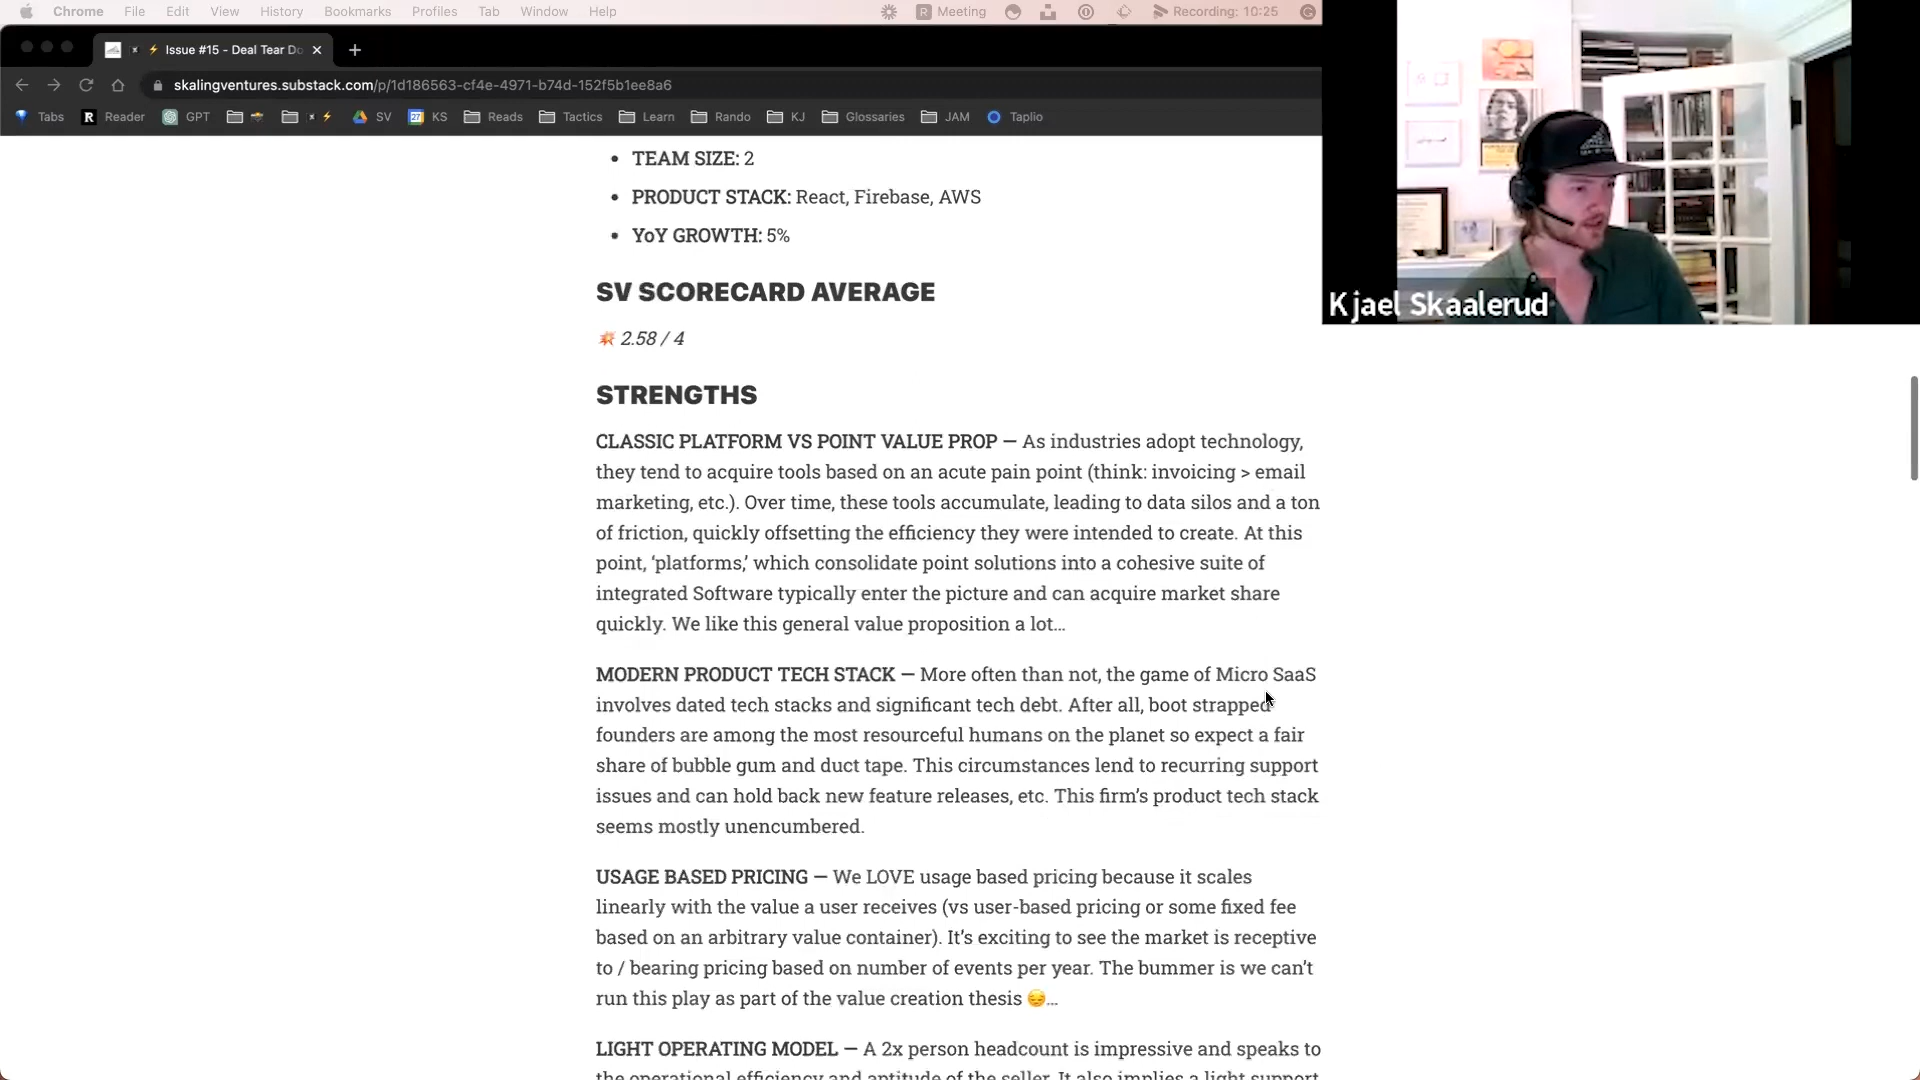 Chrome File Edit View History Bookmarks Profiles Tab Window Help Meeting Recording: 10:25
Issue #15 - Deal Tear Do
skalingventures.substack.com/p/1d186563-cf4e-4971-b74d-152f5b1ee8a6
Tabs Reader GPT SV KS Reads Tactics Learn Rando KJ Glossaries JAM Taplio
Kjael Skaalerud
• TEAM SIZE: 2
• PRODUCT STACK: React, Firebase, AWS
• YoY GROWTH: 5%
SV SCORECARD AVERAGE
💥 2.58 / 4
STRENGTHS
CLASSIC PLATFORM VS POINT VALUE PROP — As industries adopt technology,
they tend to acquire tools based on an acute pain point (think: invoicing > email
marketing, etc.). Over time, these tools accumulate, leading to data silos and a ton
of friction, quickly offsetting the efficiency they were intended to create. At this
point, ‘platforms,’ which consolidate point solutions into a cohesive suite of
integrated Software typically enter the picture and can acquire market share
quickly. We like this general value proposition a lot…
MODERN PRODUCT TECH STACK — More often than not, the game of Micro SaaS
involves dated tech stacks and significant tech debt. After all, boot strapped
founders are among the most resourceful humans on the planet so expect a fair
share of bubble gum and duct tape. This circumstances lend to recurring support
issues and can hold back new feature releases, etc. This firm’s product tech stack
seems mostly unencumbered.
USAGE BASED PRICING — We LOVE usage based pricing because it scales
linearly with the value a user receives (vs user-based pricing or some fixed fee
based on an arbitrary value container). It’s exciting to see the market is receptive
to / bearing pricing based on number of events per year. The bummer is we can’t
run this play as part of the value creation thesis 😔…
LIGHT OPERATING MODEL — A 2x person headcount is impressive and speaks to
the operational efficiency and aptitude of the seller. It also implies a light support